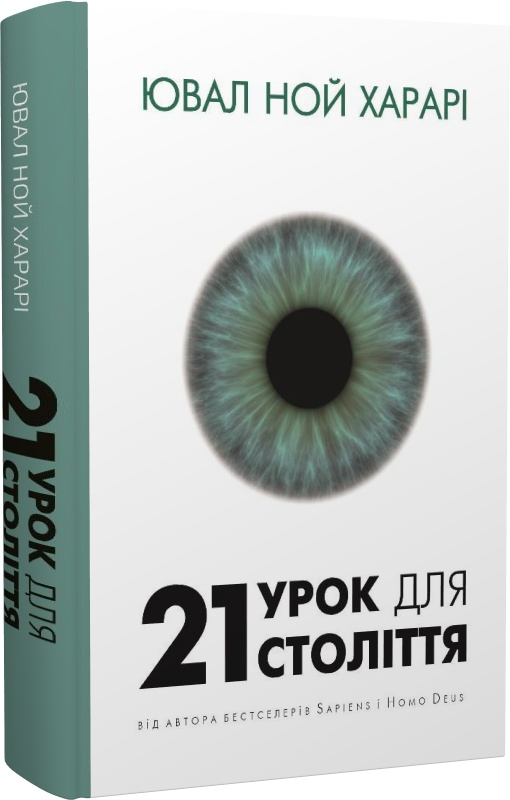 ЮВАЛ НОЙ ХАРАРІ
21 УРОК ДЛЯ
СТОЛІТТЯ
ВІД АВТОРА БЕСТСЕЛЕРІВ SAPIENS І HOMO DEUS
ЮВАЛ НОЙ ХАРАРІ
21 УРОК ДЛЯ
СТОЛІТТЯ